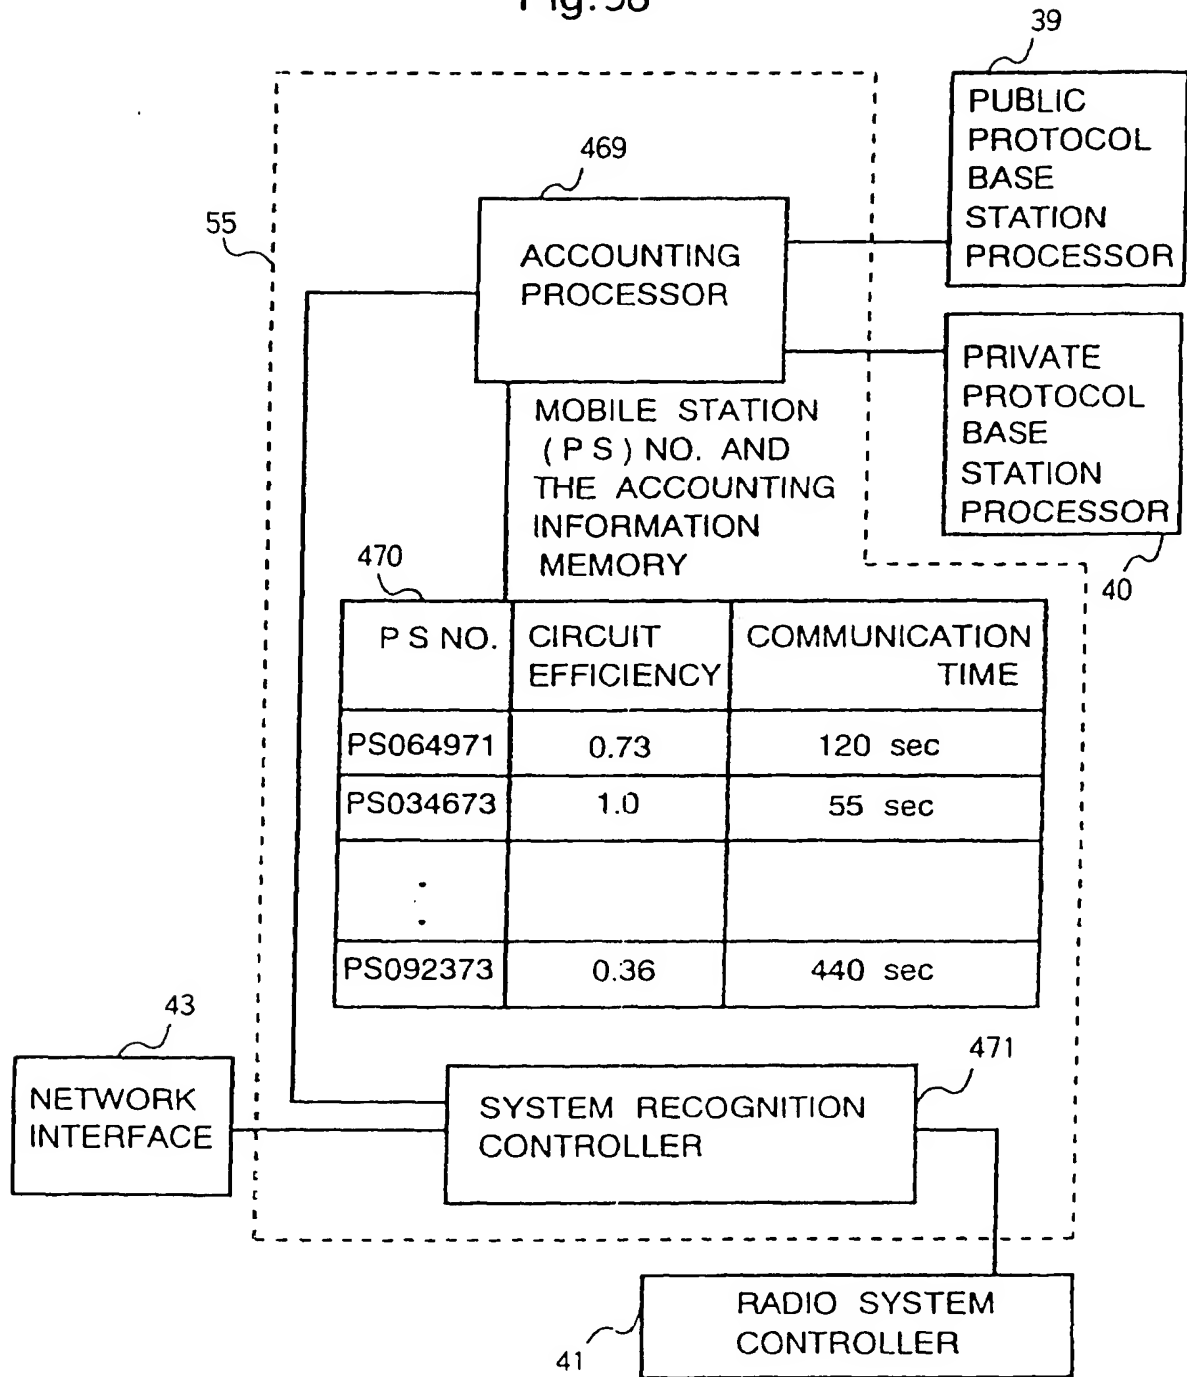 39
PUBLIC
PROTOCOL
BASE
STATION
PROCESSOR
469
55
ACCOUNTING
PROCESSOR
PRIVATE
PROTOCOL
BASE
STATION
PROCESSOR
40
MOBILE STATION
(PS) NO. AND
THE ACCOUNTING
INFORMATION
MEMORY
470
PS NO. CIRCUIT EFFICIENCY COMMUNICATION TIME
PS064971 0.73 120 sec
PS034673 1.0 55 sec
PS092373 0.36 440 sec
43
NETWORK
INTERFACE
471
SYSTEM RECOGNITION
CONTROLLER
RADIO SYSTEM
CONTROLLER
41